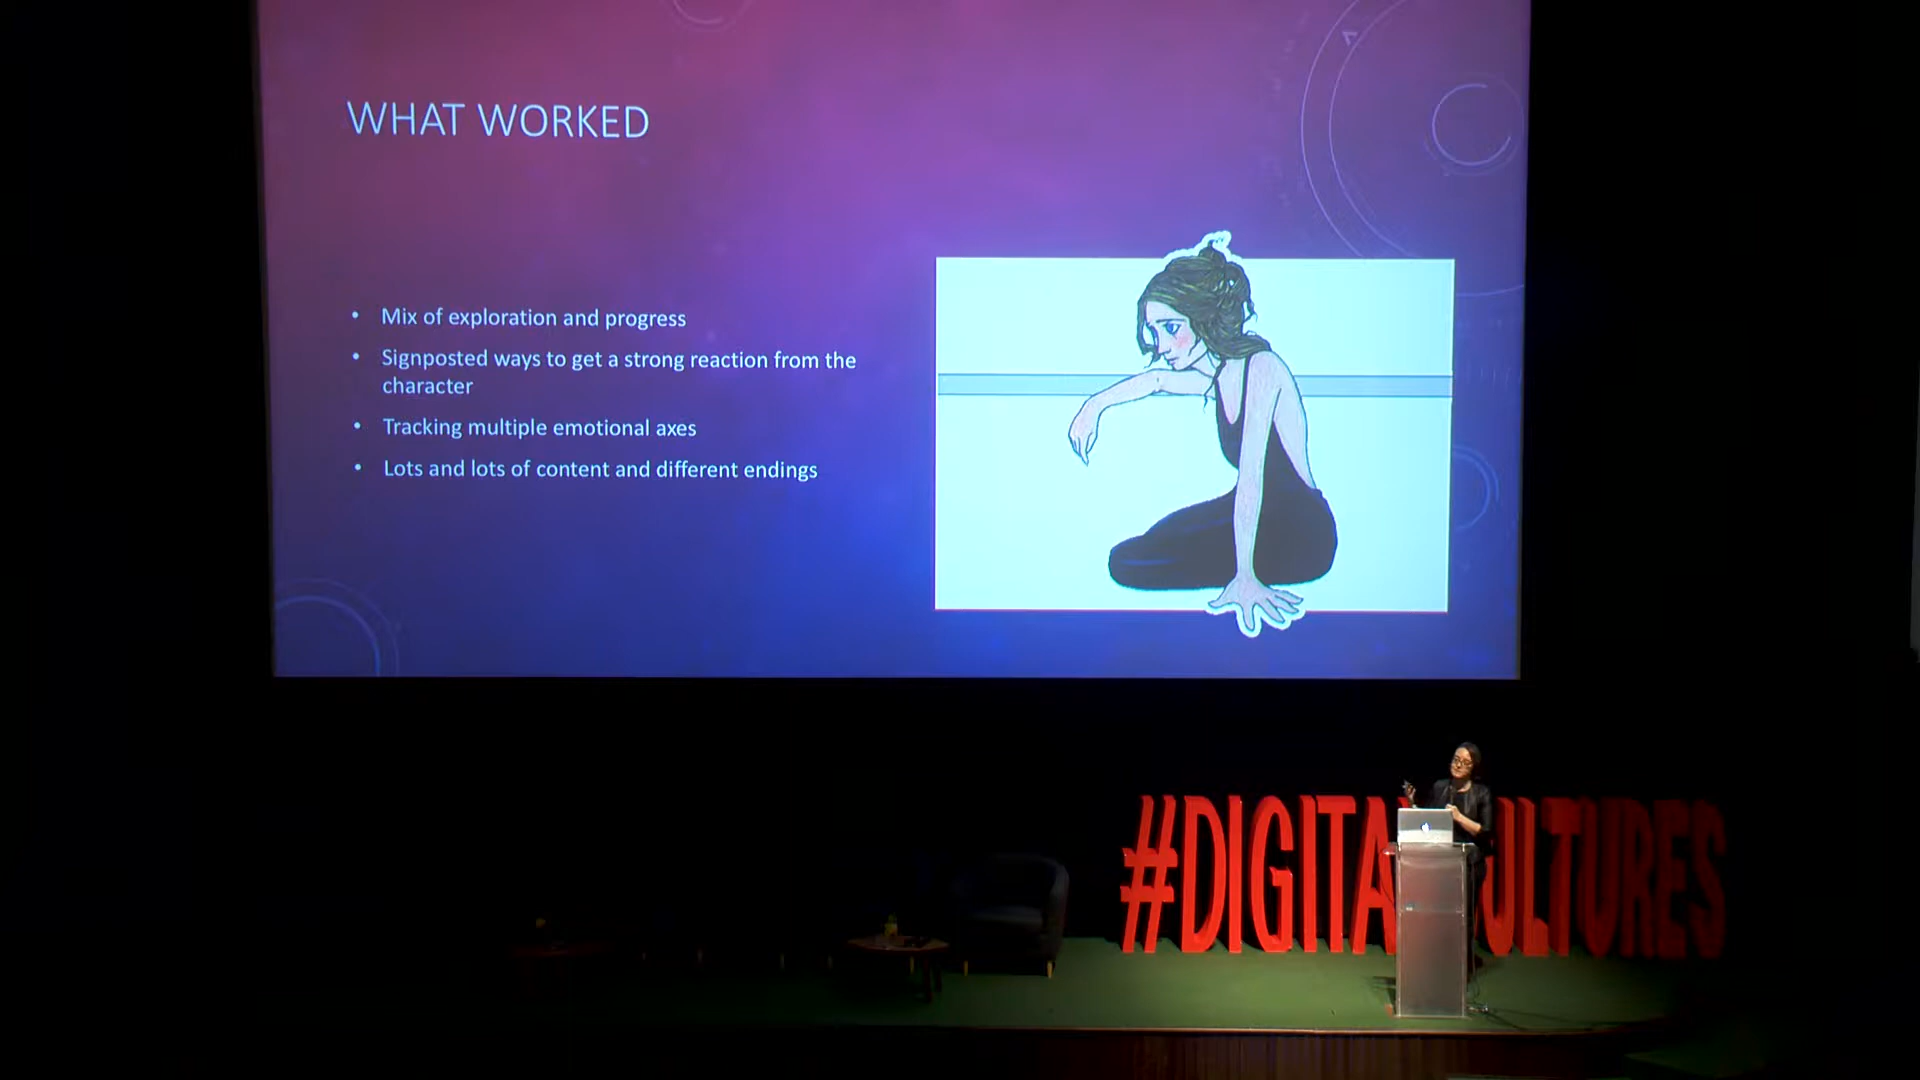 WHAT WORKED
• Mix of exploration and progress
• Signposted ways to get a strong reaction from the
character
• Tracking multiple emotional axes
• Lots and lots of content and different endings
#DIGITA ULTURES